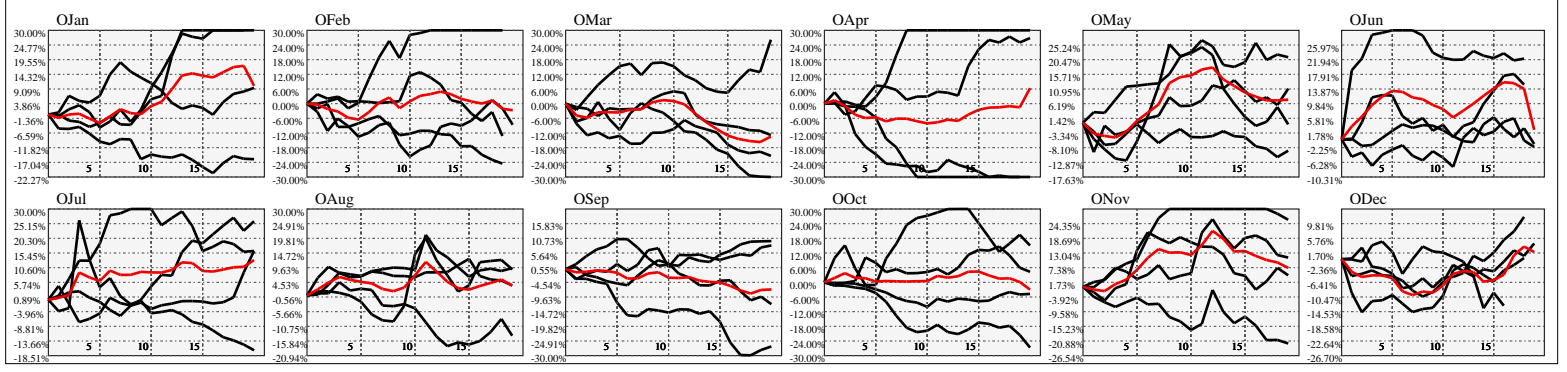 OJan OFeb OMar OApr OMay OJun
30.00% 30.00% 30.00% 30.00%
24.77% 24.00% 24.00% 24.00% 25.24% 25.97%
19.55% 18.00% 18.00% 18.00% 20.47% 21.94%
14.32% 12.00% 12.00% 12.00% 15.71% 17.91%
9.09% 6.00% 6.00% 6.00% 10.95% 13.87%
3.86% 0.00% 0.00% 0.00% 6.19% 9.84%
-1.36% -6.00% -6.00% -6.00% 1.42% 5.81%
-6.59% -12.00% -12.00% -12.00% -3.34% 1.78%
-11.82% -18.00% -18.00% -18.00% -8.10% -2.25%
-17.04% -24.00% -24.00% -24.00% -12.87% -6.28%
-22.27% -30.00% -30.00% -30.00% -17.63% -10.31%
5 10 15 5 10 15 5 10 15 5 10 15 5 10 15 5 10 15
OJul OAug OSep OOct ONov ODec
30.00% 30.00% 30.00%
25.15% 24.91% 15.83% 24.00% 24.35% 9.81%
20.30% 19.81% 10.73% 18.00% 18.69% 5.76%
15.45% 14.72% 5.64% 12.00% 13.04% 1.70%
10.60% 9.63% 0.55% 6.00% 7.38% -2.36%
5.74% 4.53% -4.54% 0.00% 1.73% -6.41%
0.89% -0.56% -9.63% -6.00% -3.92% -10.47%
-3.96% -5.66% -14.72% -12.00% -9.58% -14.53%
-8.81% -10.75% -19.82% -18.00% -15.23% -18.58%
-13.66% -15.84% -24.91% -24.00% -20.88% -22.64%
-18.51% -20.94% -30.00% -30.00% -26.54% -26.70%
5 10 15 5 10 15 5 10 15 5 10 15 5 10 15 5 10 15